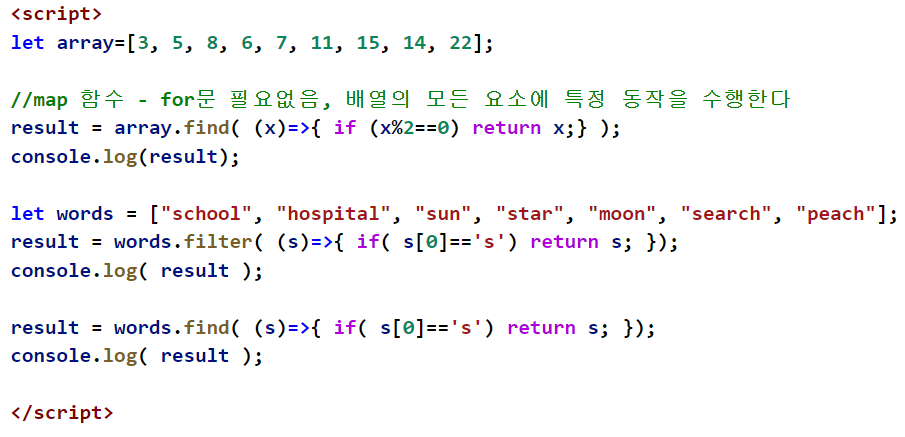 <script>
let array=[3, 5, 8, 6, 7, 11, 15, 14, 22];
//map 함수 - for문 필요없음, 배열의 모든 요소에 특정 동작을 수행한다
result = array.find( (x)=>{ if (x%2==0) return x;} );
console.log(result);
let words = ["school", "hospital", "sun", "star", "moon", "search", "peach"];
result = words.filter( (s)=>{ if( s[0]=='s') return s; });
console.log( result );
result = words.find( (s)=>{ if( s[0]=='s') return s; });
console.log( result );
</script>